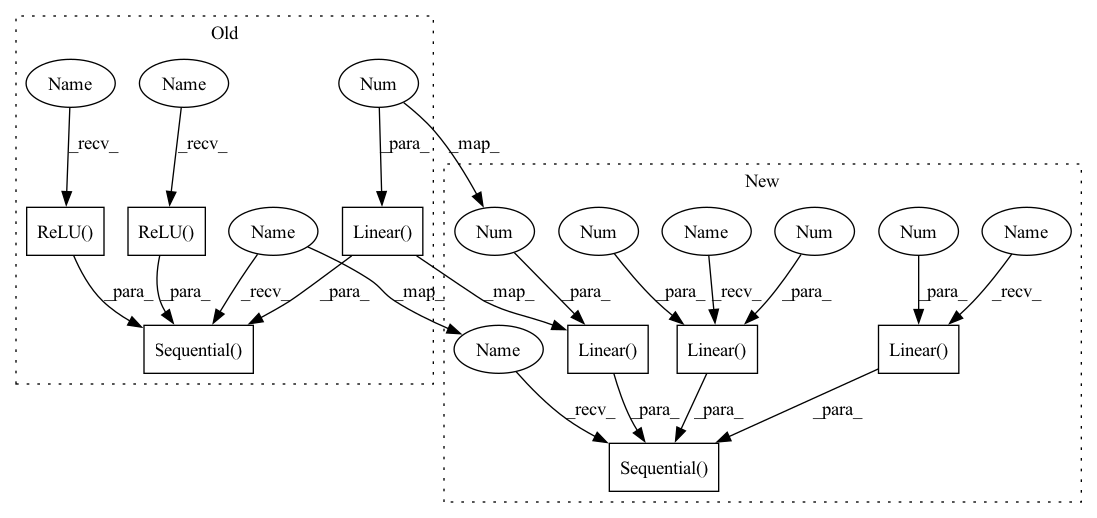 Old
Name
Name
Num
_recv_
_recv_
_para_
_map_
New
ReLU()
ReLU()
Name
Linear()
Num
Num
Name
Num
Num
Name
_para_
_para_
_recv_
_para_
_map_
_map_
_para_
_para_
_recv_
_para_
_para_
_recv_
Sequential()
Name
Linear()
Linear()
Linear()
_recv_
_para_
_para_
_para_
Sequential()